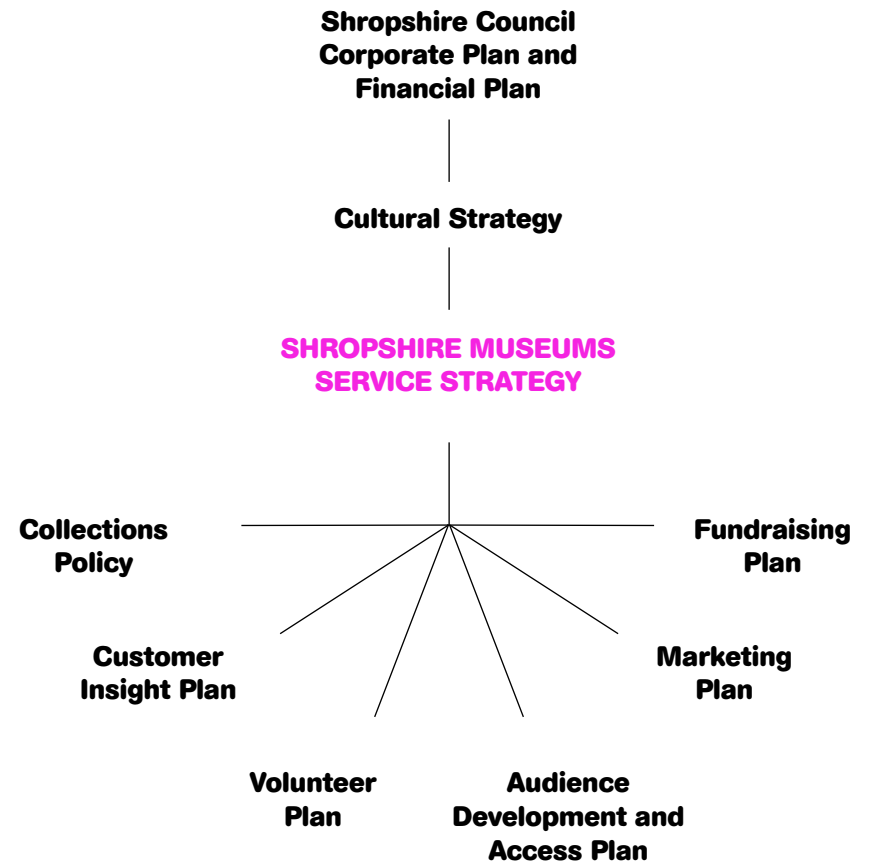 Shropshire Council
Corporate Plan and
Financial Plan
Cultural Strategy
SHROPSHIRE MUSEUMS
SERVICE STRATEGY
Collections
Policy
Fundraising
Plan
Customer
Insight Plan
Marketing
Plan
Volunteer
Plan
Audience
Development and
Access Plan